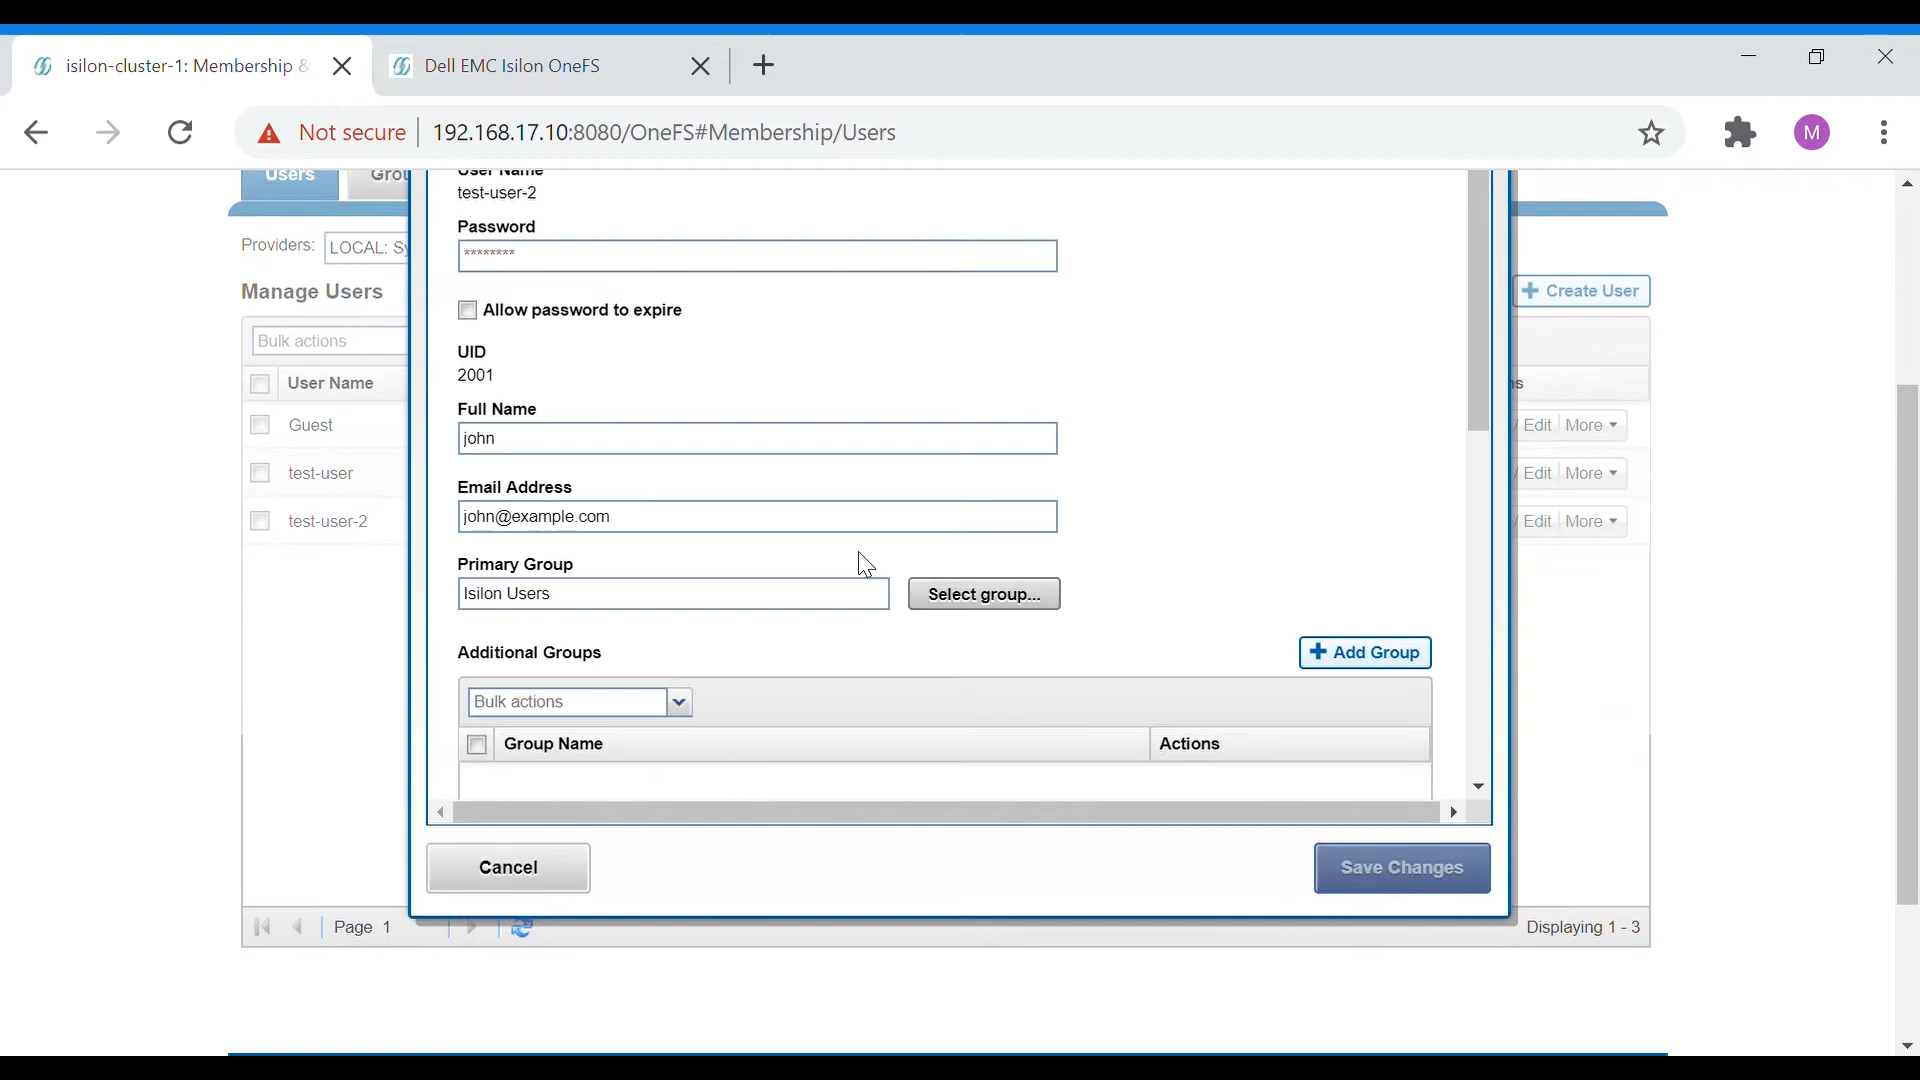 isilon-cluster-1: Membership &
Dell EMC Isilon OneFS
Not secure
192.168.17.10:8080/OneFS#Membership/Users
M
Users
Grou
User Name
test-user-2
Password
********
Providers:
LOCAL: Sy
Manage Users
+ Create User
Allow password to expire
Bulk actions
UID
2001
User Name
ns
Full Name
john
Guest
Edit
More
test-user
Edit
More
Email Address
john@example.com
test-user-2
Edit
More
Primary Group
Isilon Users
Select group...
Additional Groups
+ Add Group
Bulk actions
Group Name
Actions
Cancel
Save Changes
Page 1
Displaying 1 - 3